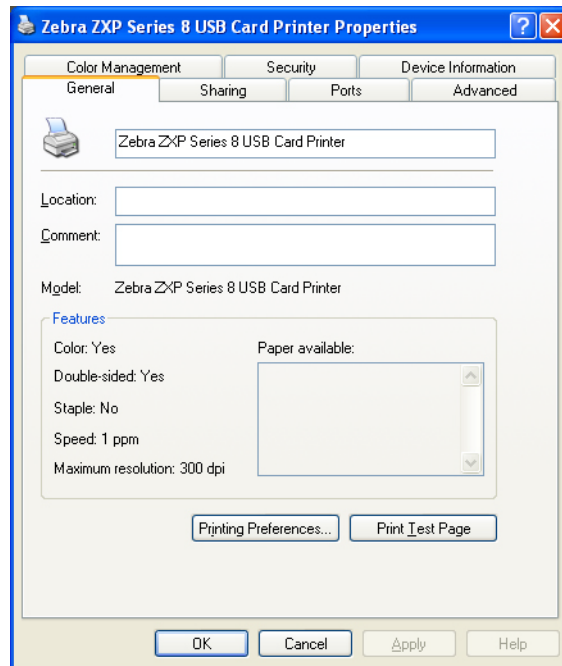 Zebra ZXP Series 8 USB Card Printer Properties
Color Management Security Device Information
General Sharing Ports Advanced
Zebra ZXP Series 8 USB Card Printer
Location:
Comment:
Model: Zebra ZXP Series 8 USB Card Printer
Features
Color: Yes Paper available:
Double-sided: Yes
Staple: No
Speed: 1 ppm
Maximum resolution: 300 dpi
Printing Preferences... Print Test Page
OK Cancel Apply Help